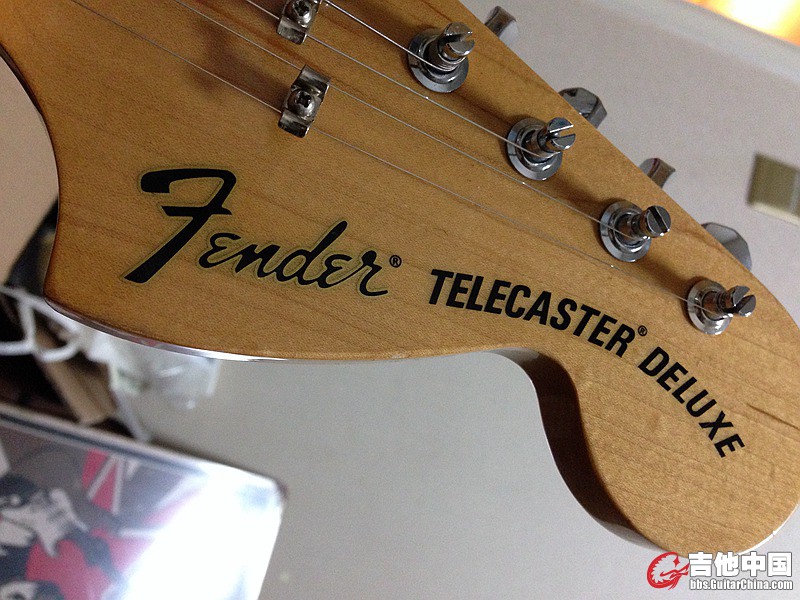 Fender® TELECASTER® DELUXE
吉他中国
bbs.GuitarChina.com